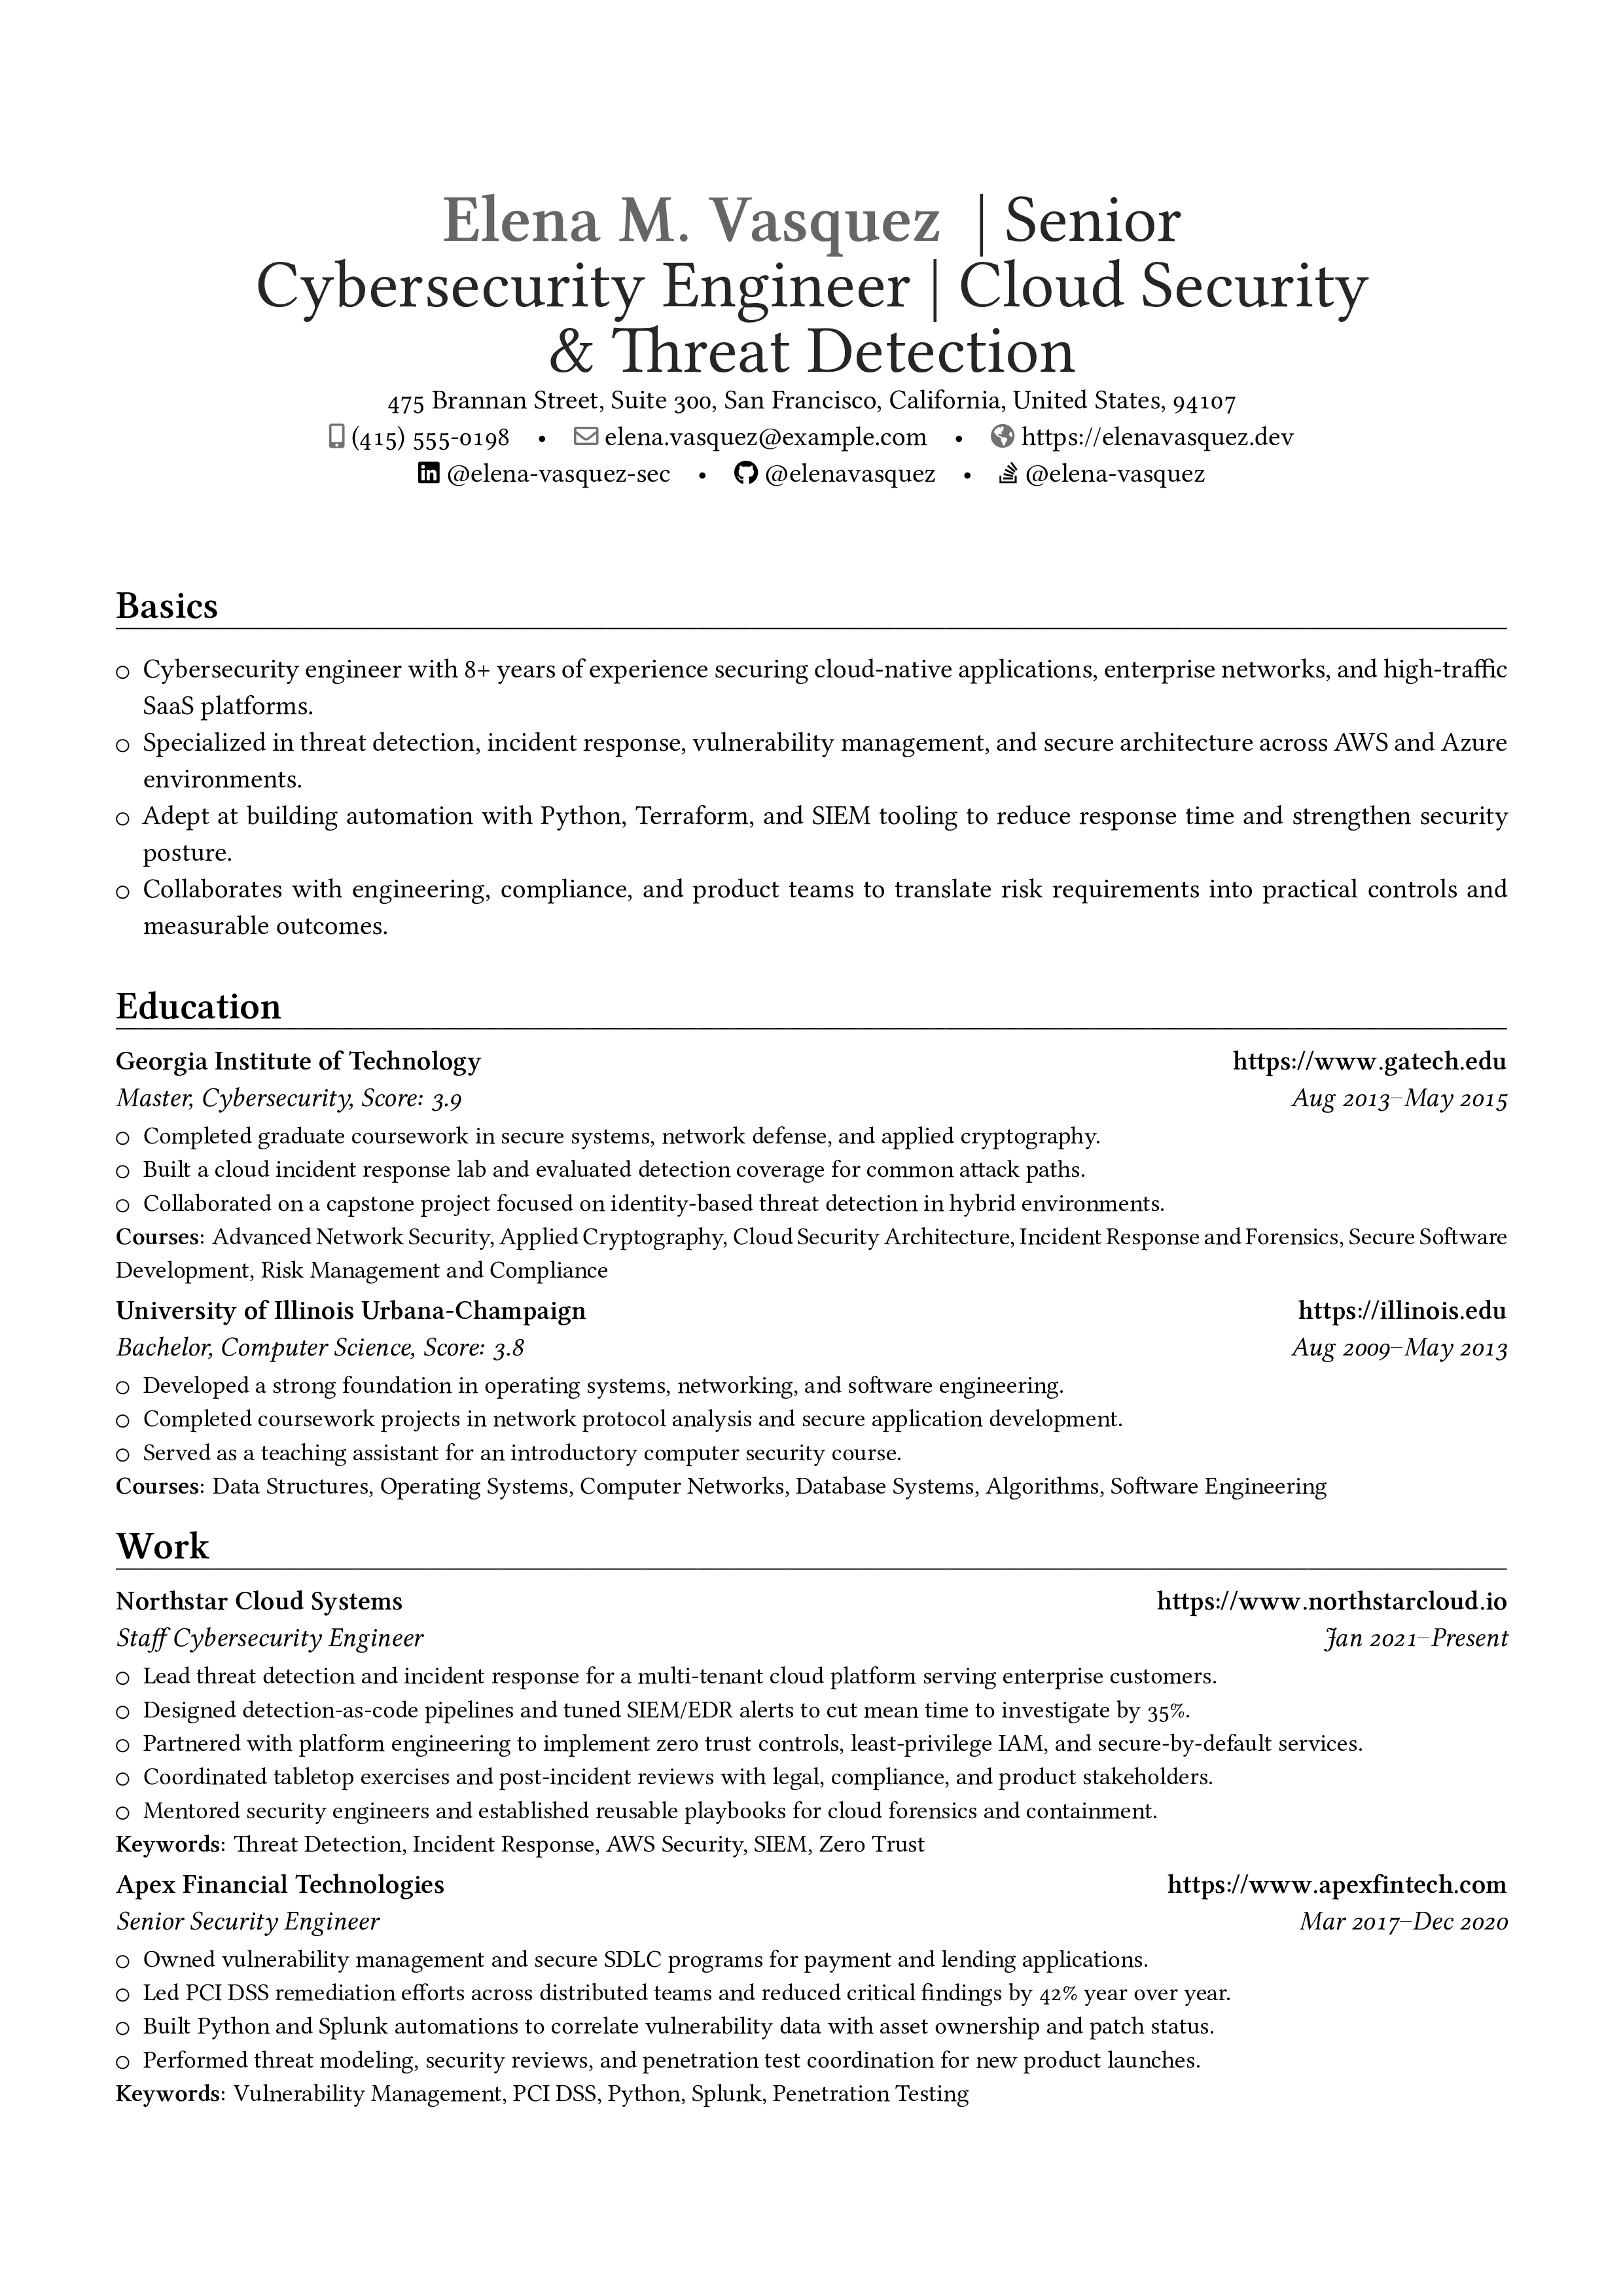 Elena M. Vasquez | Senior
Cybersecurity Engineer | Cloud Security
& Threat Detection
475 Brannan Street, Suite 300, San Francisco, California, United States, 94107
(415) 555-0198 • elena.vasquez@example.com • https://elenavasquez.dev
@elena-vasquez-sec • @elenavasquez • @elena-vasquez
Basics
○ Cybersecurity engineer with 8+ years of experience securing cloud-native applications, enterprise networks, and high-traffic
SaaS platforms.
○ Specialized in threat detection, incident response, vulnerability management, and secure architecture across AWS and Azure
environments.
○ Adept at building automation with Python, Terraform, and SIEM tooling to reduce response time and strengthen security
posture.
○ Collaborates with engineering, compliance, and product teams to translate risk requirements into practical controls and
measurable outcomes.
Education
Georgia Institute of Technology https://www.gatech.edu
Master, Cybersecurity, Score: 3.9 Aug 2013–May 2015
○ Completed graduate coursework in secure systems, network defense, and applied cryptography.
○ Built a cloud incident response lab and evaluated detection coverage for common attack paths.
○ Collaborated on a capstone project focused on identity-based threat detection in hybrid environments.
Courses: Advanced Network Security, Applied Cryptography, Cloud Security Architecture, Incident Response and Forensics, Secure Software
Development, Risk Management and Compliance
University of Illinois Urbana-Champaign https://illinois.edu
Bachelor, Computer Science, Score: 3.8 Aug 2009–May 2013
○ Developed a strong foundation in operating systems, networking, and software engineering.
○ Completed coursework projects in network protocol analysis and secure application development.
○ Served as a teaching assistant for an introductory computer security course.
Courses: Data Structures, Operating Systems, Computer Networks, Database Systems, Algorithms, Software Engineering
Work
Northstar Cloud Systems https://www.northstarcloud.io
Staff Cybersecurity Engineer Jan 2021–Present
○ Lead threat detection and incident response for a multi-tenant cloud platform serving enterprise customers.
○ Designed detection-as-code pipelines and tuned SIEM/EDR alerts to cut mean time to investigate by 35%.
○ Partnered with platform engineering to implement zero trust controls, least-privilege IAM, and secure-by-default services.
○ Coordinated tabletop exercises and post-incident reviews with legal, compliance, and product stakeholders.
○ Mentored security engineers and established reusable playbooks for cloud forensics and containment.
Keywords: Threat Detection, Incident Response, AWS Security, SIEM, Zero Trust
Apex Financial Technologies https://www.apexfintech.com
Senior Security Engineer Mar 2017–Dec 2020
○ Owned vulnerability management and secure SDLC programs for payment and lending applications.
○ Led PCI DSS remediation efforts across distributed teams and reduced critical findings by 42% year over year.
○ Built Python and Splunk automations to correlate vulnerability data with asset ownership and patch status.
○ Performed threat modeling, security reviews, and penetration test coordination for new product launches.
Keywords: Vulnerability Management, PCI DSS, Python, Splunk, Penetration Testing